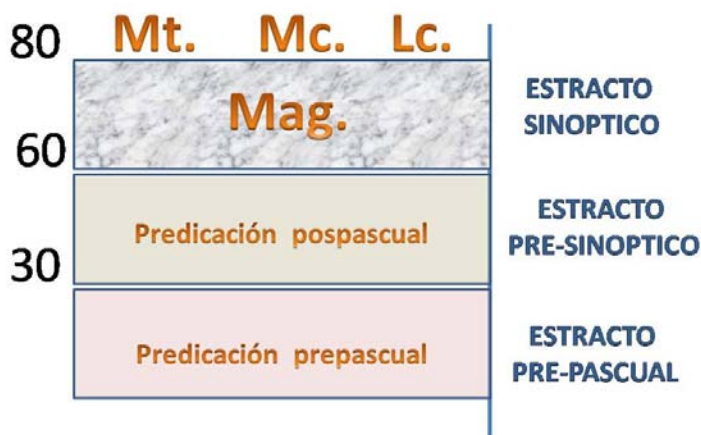 80 Mt. Mc. Lc.
Mag.
ESTRACTO
SINOPTICO
60
Predicación pospascual
ESTRACTO
PRE-SINOPTICO
30
Predicación prepascual
ESTRACTO
PRE-PASCUAL